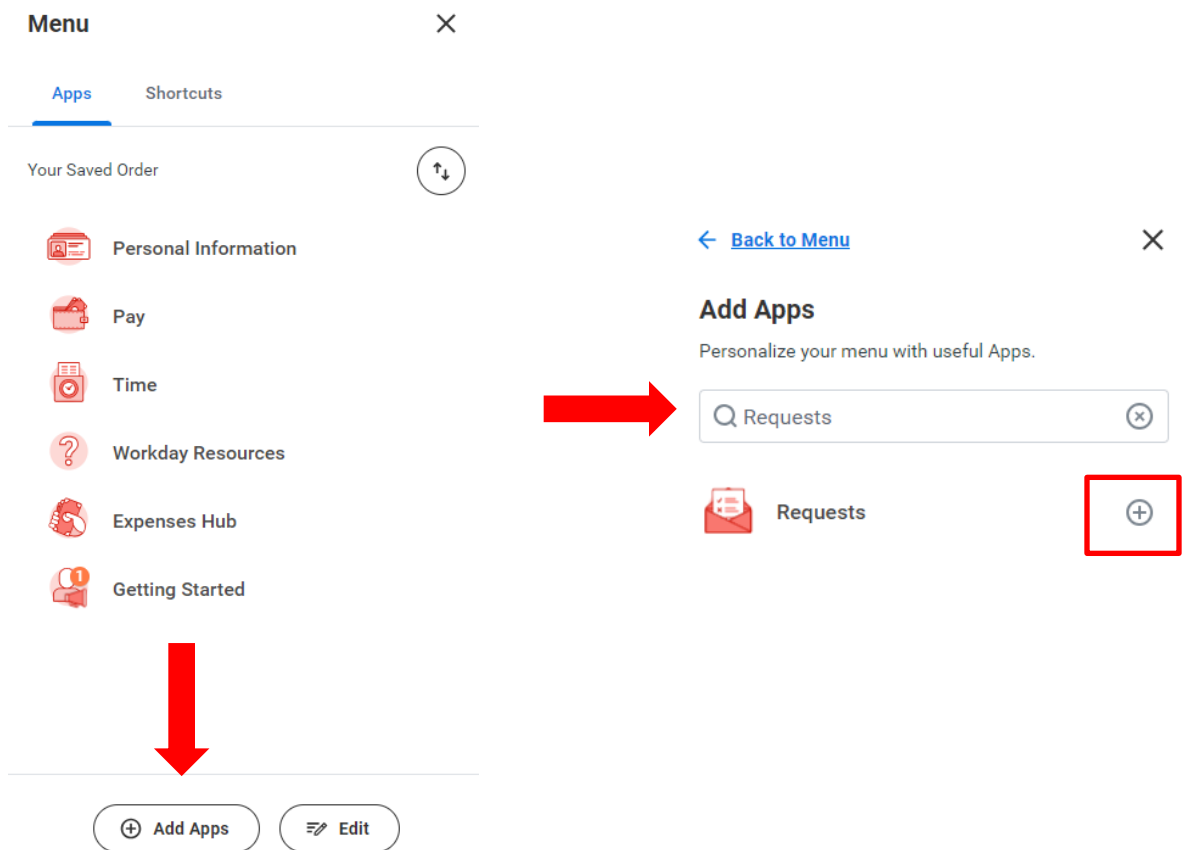 Menu
Apps
Shortcuts
Your Saved Order
Personal Information
Pay
Time
Workday Resources
Expenses Hub
1
Getting Started
Add Apps
Edit
Back to Menu
Add Apps
Personalize your menu with useful Apps.
Requests
Requests